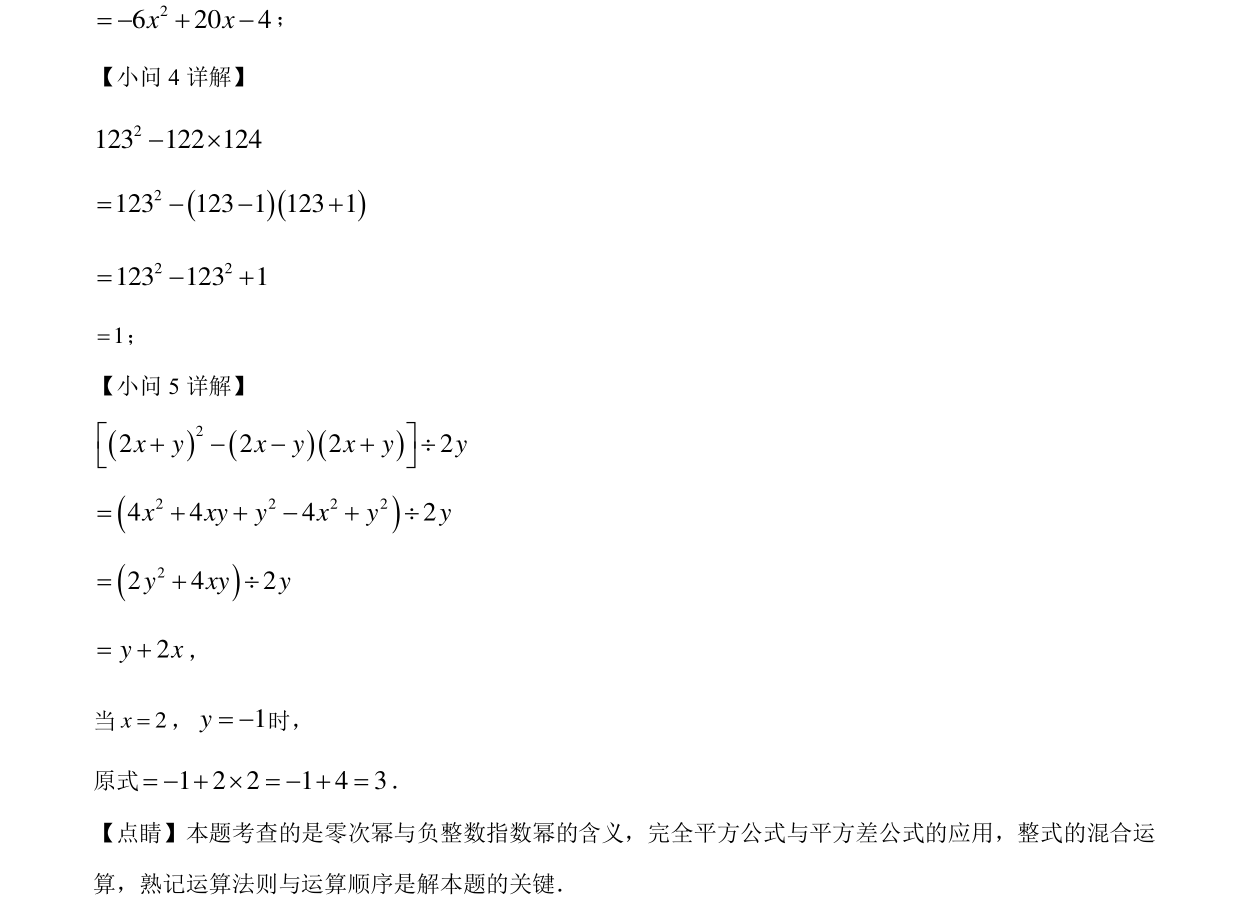 =−6x²+20x−4；
【小问 4 详解】
123²−122×124
=123²−(123−1)(123+1)
=123²−123²+1
=1；
【小问 5 详解】
[(2x+y)²−(2x−y)(2x+y)]÷2y
=(4x²+4xy+y²−4x²+y²)÷2y
=(2y²+4xy)÷2y
=y+2x，
当x=2，y=−1时，
原式=−1+2×2=−1+4=3．
【点睛】本题考查的是零次幂与负整数指数幂的含义，完全平方公式与平方差公式的应用，整式的混合运
算，熟记运算法则与运算顺序是解本题的关键．